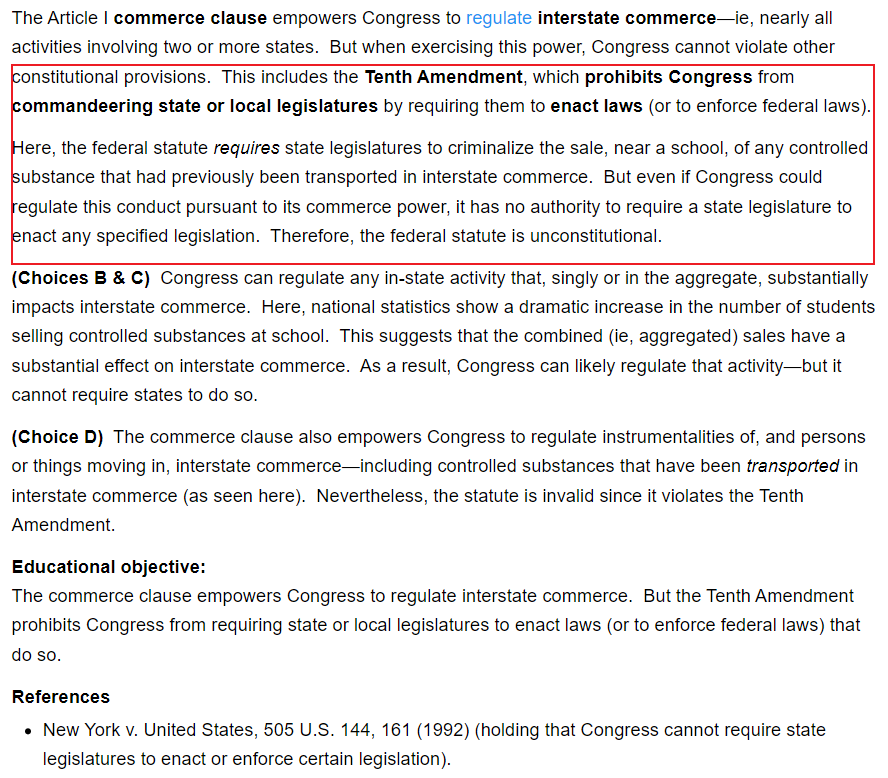 The Article I commerce clause empowers Congress to regulate interstate commerce—ie, nearly all
activities involving two or more states. But when exercising this power, Congress cannot violate other
constitutional provisions. This includes the Tenth Amendment, which prohibits Congress from
commandeering state or local legislatures by requiring them to enact laws (or to enforce federal laws).
Here, the federal statute requires state legislatures to criminalize the sale, near a school, of any controlled
substance that had previously been transported in interstate commerce. But even if Congress could
regulate this conduct pursuant to its commerce power, it has no authority to require a state legislature to
enact any specified legislation. Therefore, the federal statute is unconstitutional.
(Choices B & C) Congress can regulate any in-state activity that, singly or in the aggregate, substantially
impacts interstate commerce. Here, national statistics show a dramatic increase in the number of students
selling controlled substances at school. This suggests that the combined (ie, aggregated) sales have a
substantial effect on interstate commerce. As a result, Congress can likely regulate that activity—but it
cannot require states to do so.
(Choice D) The commerce clause also empowers Congress to regulate instrumentalities of, and persons
or things moving in, interstate commerce—including controlled substances that have been transported in
interstate commerce (as seen here). Nevertheless, the statute is invalid since it violates the Tenth
Amendment.
Educational objective:
The commerce clause empowers Congress to regulate interstate commerce. But the Tenth Amendment
prohibits Congress from requiring state or local legislatures to enact laws (or to enforce federal laws) that
do so.
References
• New York v. United States, 505 U.S. 144, 161 (1992) (holding that Congress cannot require state
legislatures to enact or enforce certain legislation).